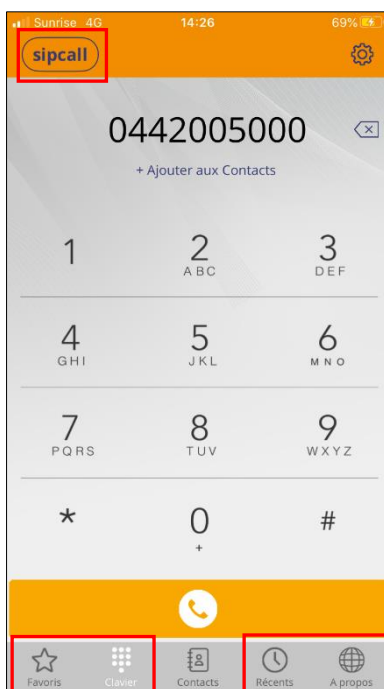 Sunrise 4G 14:26 69%
sipcall
0442005000
+ Ajouter aux Contacts
1 2 3
ABC DEF
4 5 6
GHI JKL MNO
7 8 9
PQRS TUV WXYZ
* 0 #
+
Favoris Clavier Contacts Récents A propos